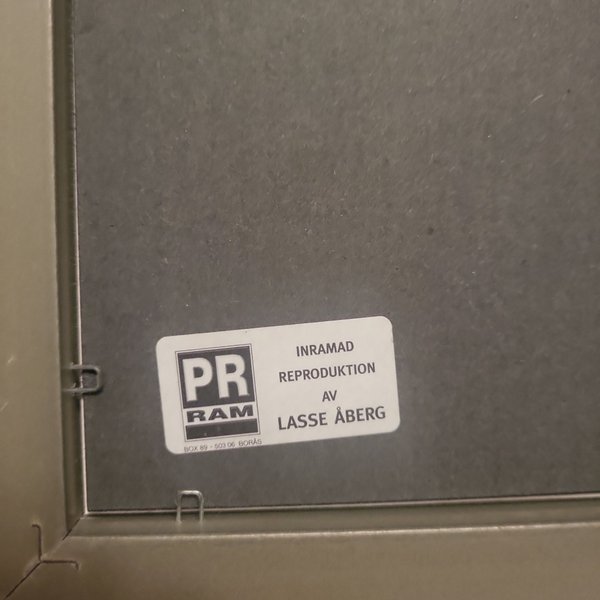 PR
RAM
BOX 89 - 503 06 BORÅS
INRAMAD
REPRODUKTION
AV
LASSE ÅBERG